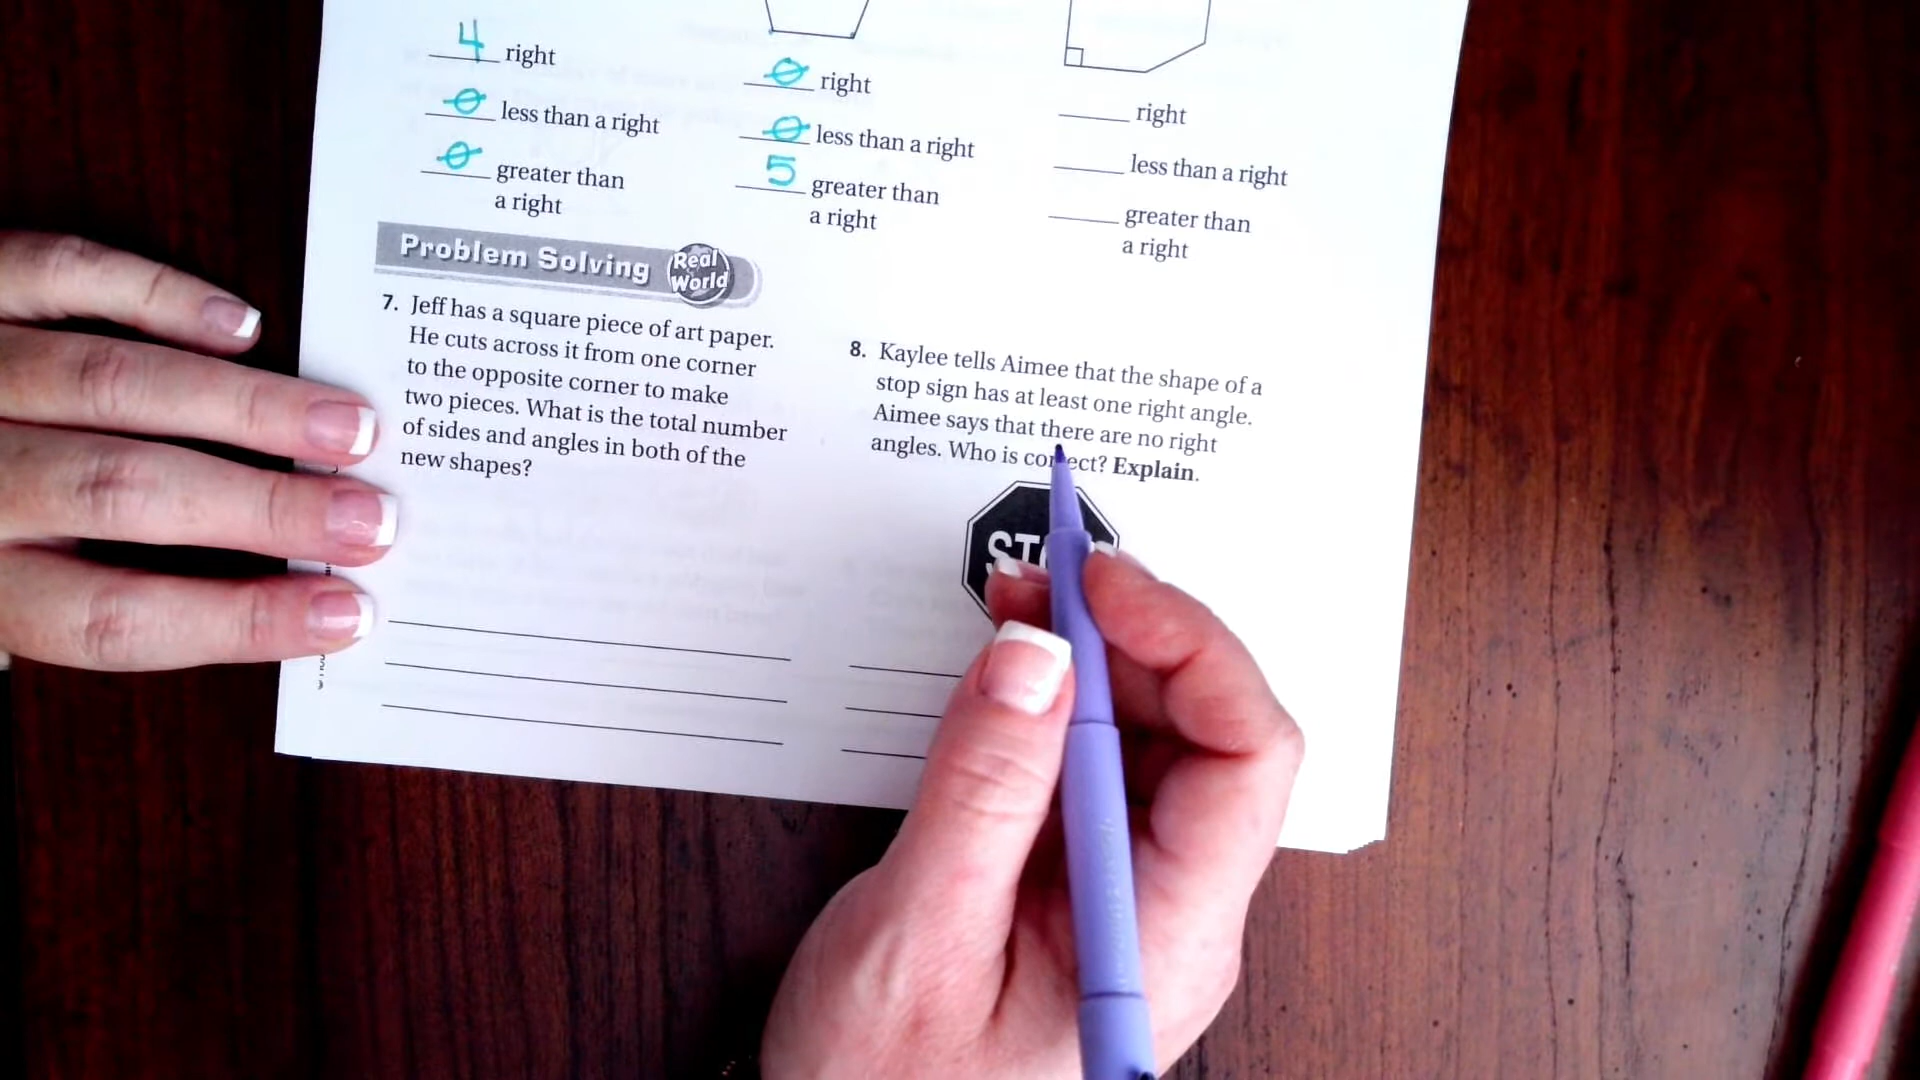 4 right
0 less than a right
0 greater than
a right
0 right
0 less than a right
5 greater than
a right
right
less than a right
greater than
a right
Problem Solving Real World
7. Jeff has a square piece of art paper.
He cuts across it from one corner
to the opposite corner to make
two pieces. What is the total number
of sides and angles in both of the
new shapes?
8. Kaylee tells Aimee that the shape of a
stop sign has at least one right angle.
Aimee says that there are no right
angles. Who is correct? Explain.